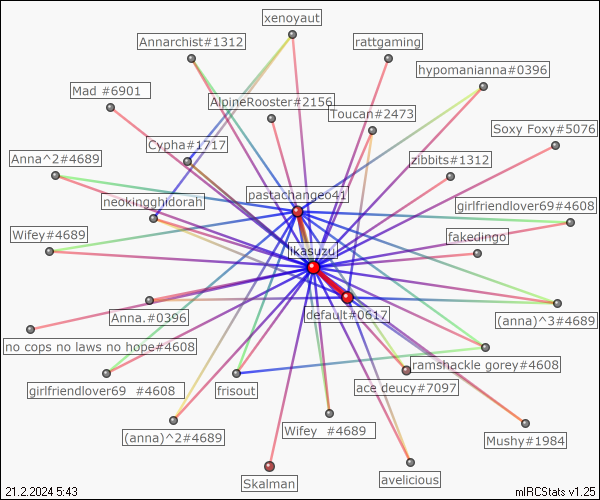 xenoyaut
Annarchist#1312
rattgaming
hypomanianna#0396
Mad #6901
AlpineRooster#2156
Toucan#2473
Soxy Foxy#5076
Cypha#1717
Anna^2#4689
zibbits#1312
neokingghidorah
pastachangeo41
girlfriendlover69#4608
Wifey#4689
fakedingo
ikasuzu
Anna.#0396
default#0617
(anna)^3#4689
no cops no laws no hope#4608
ramshackle gorey#4608
girlfriendlover69 #4608
frisout
ace deucy#7097
(anna)^2#4689
Wifey #4689
Mushy#1984
Skalman
avelicious
21.2.2024 5:43
mIRCStats v1.25